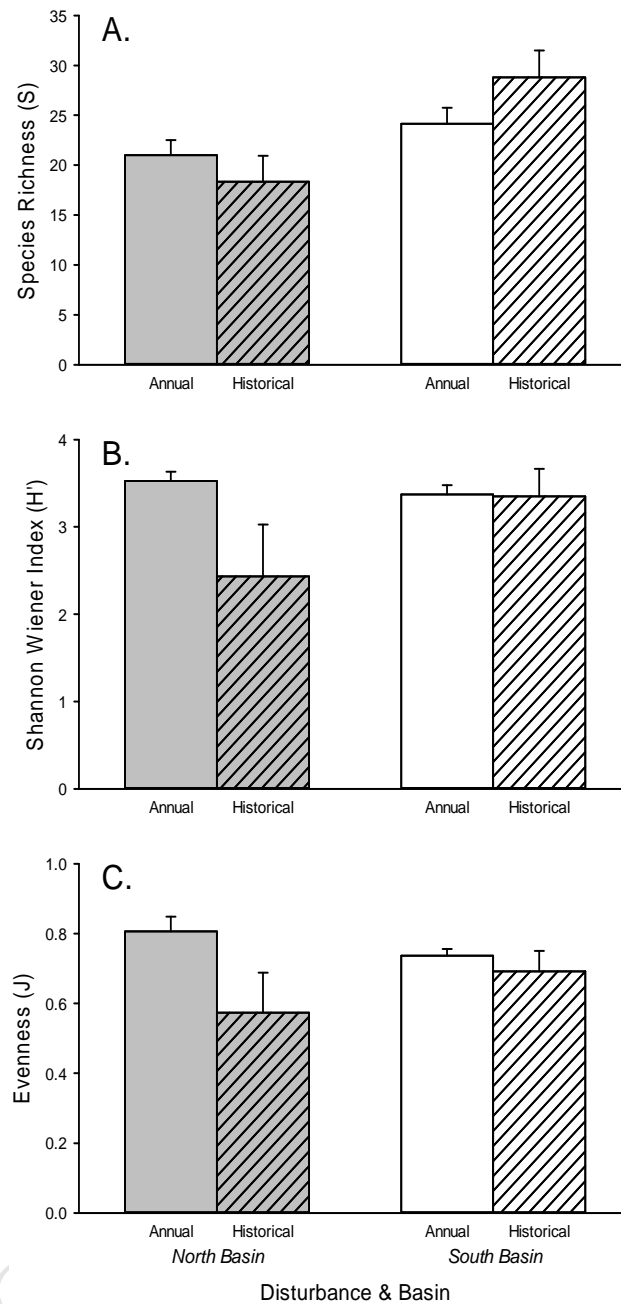 A.
Species Richness (S)
35
30
25
20
15
10
5
0
Annual Historical Annual Historical
B.
Shannon Wiener Index (H')
4
3
2
1
0
Annual Historical Annual Historical
C.
Evenness (J)
1.0
0.8
0.6
0.4
0.2
0.0
Annual Historical Annual Historical
North Basin South Basin
Disturbance & Basin